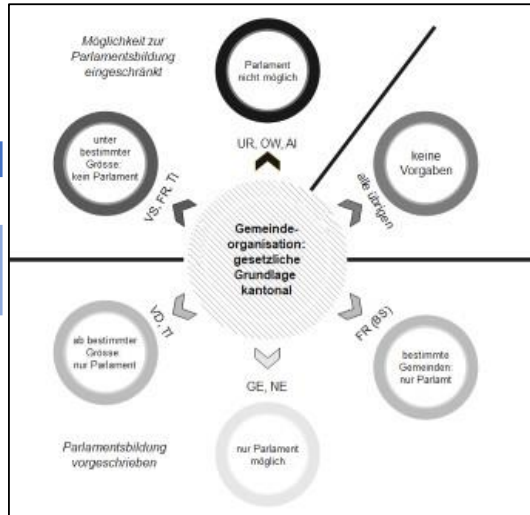 Möglichkeit zur
Parlamentsbildung
eingeschränkt
Parlament
nicht möglich
UR, OW, AI
unter
bestimmter
Grösse:
kein Parlament
VS, FR, TI
keine
Vorgaben
alle übrigen
Gemeinde-
organisation:
gesetzliche
Grundlage
kantonal
VD, TI
ab bestimmter
Grösse:
nur Parlament
FR (BS)
bestimmte
Gemeinden:
nur Parlamt
GE, NE
nur Parlament
möglich
Parlamentsbildung
vorgeschrieben